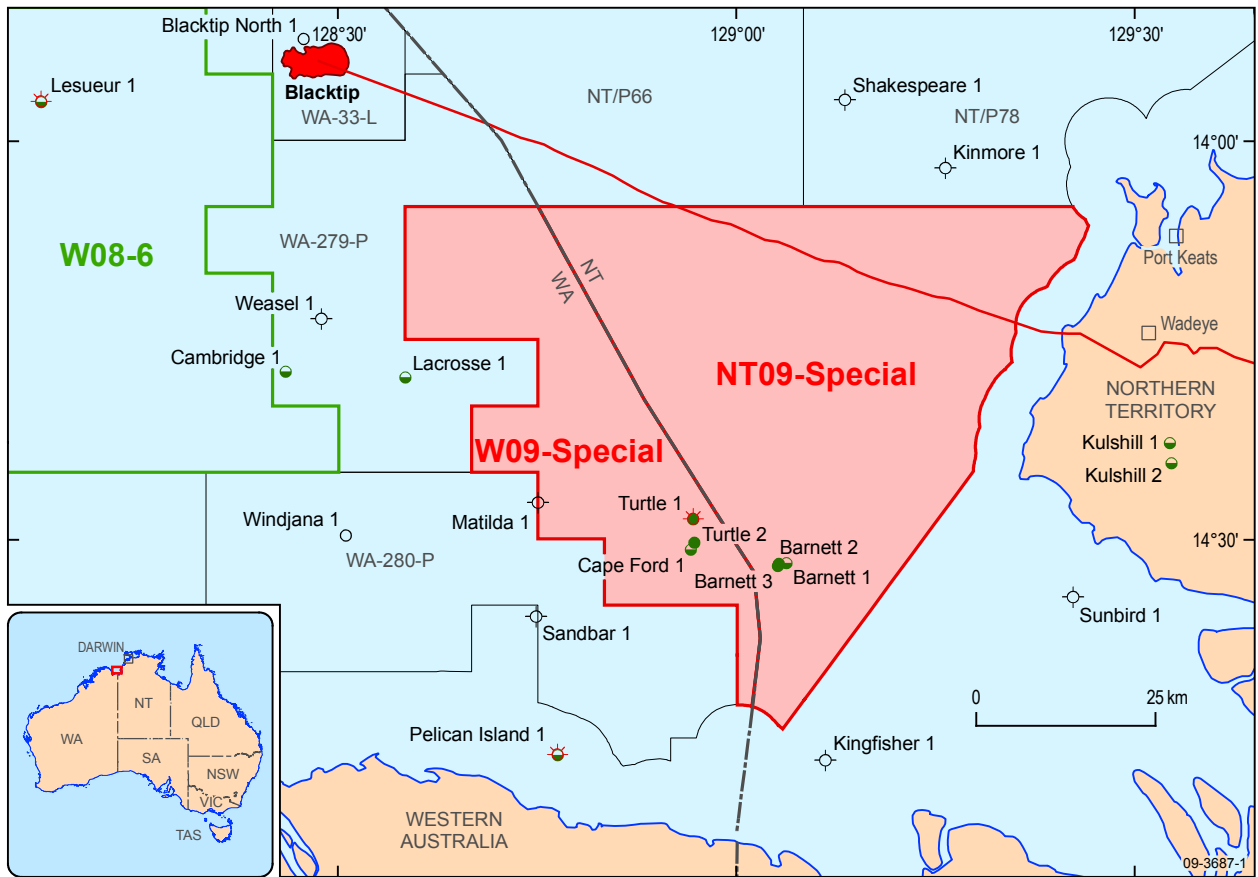 Blacktip North 1
128°30'
129°00'
129°30'
Lesueur 1
Blacktip
WA-33-L
NT/P66
Shakespeare 1
NT/P78
Kinmore 1
14°00'
W08-6
WA-279-P
NT
WA
Port Keats
Weasel 1
Wadeye
Cambridge 1
Lacrosse 1
NT09-Special
NORTHERN
TERRITORY
W09-Special
Kulshill 1
Kulshill 2
Turtle 1
Matilda 1
Windjana 1
Turtle 2
Barnett 2
14°30'
WA-280-P
Cape Ford 1
Barnett 3
Barnett 1
Sunbird 1
Sandbar 1
DARWIN
NT
QLD
WA
SA
NSW
VIC
TAS
0
25 km
Pelican Island 1
Kingfisher 1
WESTERN
AUSTRALIA
09-3687-1